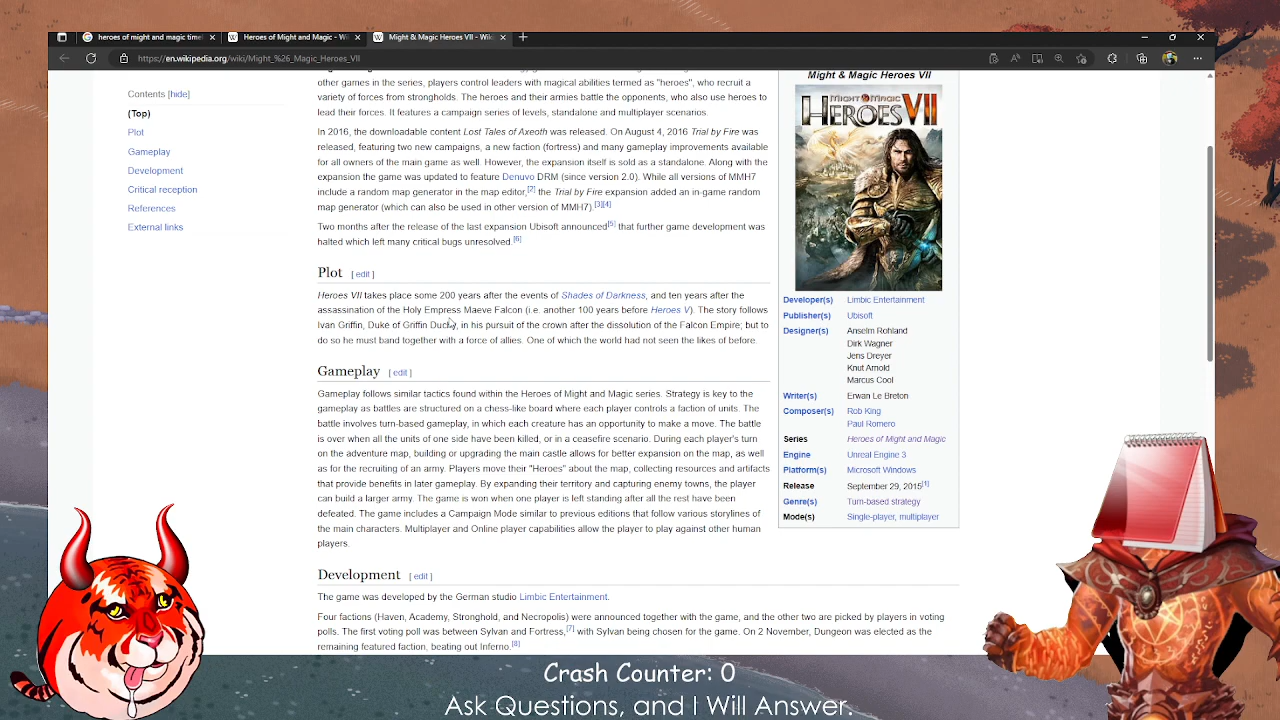 heroes of might and magic time
Heroes of Might and Magic - Wi
Might & Magic Heroes VII - Wiki
https://en.wikipedia.org/wiki/Might_%26_Magic_Heroes_VII
Contents [hide]
(Top)
Plot
Gameplay
Development
Critical reception
References
External links
other games in the series, players control leaders with magical abilities termed as "heroes", who recruit a
variety of forces from strongholds. The heroes and their armies battle the opponents, who also use heroes to
lead their forces. It features a campaign series of levels, standalone and multiplayer scenarios.
In 2016, the downloadable content Lost Tales of Axeoth was released. On August 4, 2016 Trial by Fire was
released, featuring two new campaigns, a new faction (fortress) and many gameplay improvements available
for all owners of the main game as well. However, the expansion itself is sold as a standalone. Along with the
expansion the game was updated to feature Denuvo DRM (since version 2.0). While all versions of MMH7
include a random map generator in the map editor,[2] the Trial by Fire expansion added an in-game random
map generator (which can also be used in other version of MMH7).[3][4]
Two months after the release of the last expansion Ubisoft announced[5] that further game development was
halted which left many critical bugs unresolved.[6]
Plot [ edit ]
Heroes VII takes place some 200 years after the events of Shades of Darkness, and ten years after the
assassination of the Holy Empress Maeve Falcon (i.e. another 100 years before Heroes V). The story follows
Ivan Griffin, Duke of Griffin Duchy, in his pursuit of the crown after the dissolution of the Falcon Empire; but to
do so he must band together with a force of allies. One of which the world had not seen the likes of before.
Gameplay [ edit ]
Gameplay follows similar tactics found within the Heroes of Might and Magic series. Strategy is key to the
gameplay as battles are structured on a chess-like board where each player controls a faction of units. The
battle involves turn-based gameplay, in which each creature has an opportunity to make a move. The battle
is over when all the units of one side have been killed, or in a ceasefire scenario. During each player's turn
on the adventure map, building or upgrading the main castle allows for better expansion on the map, as well
as for the recruiting of an army. Players move their "Heroes" about the map, collecting resources and artifacts
that provide benefits in later gameplay. By expanding their territory and capturing enemy towns, the player
can build a larger army. The game is won when one player is left standing after all the rest have been
defeated. The game includes a Campaign Mode similar to previous editions that follow various storylines of
the main characters. Multiplayer and Online player capabilities allow the player to play against other human
players.
Development [ edit ]
The game was developed by the German studio Limbic Entertainment.
Four factions (Haven, Academy, Stronghold, and Necropolis) were announced together with the game, and the other two are picked by players in voting
polls. The first voting poll was between Sylvan and Fortress,[7] with Sylvan being chosen for the game. On 2 November, Dungeon was elected as the
remaining featured faction, beating out Inferno.[8]
Might & Magic Heroes VII
MIGHT & MAGIC
HEROES VII
Developer(s) Limbic Entertainment
Publisher(s) Ubisoft
Designer(s) Anselm Rohland
Dirk Wagner
Jens Dreyer
Knut Arnold
Marcus Cool
Writer(s) Erwan Le Breton
Composer(s) Rob King
Paul Romero
Series Heroes of Might and Magic
Engine Unreal Engine 3
Platform(s) Microsoft Windows
Release September 29, 2015[1]
Genre(s) Turn-based strategy
Mode(s) Single-player, multiplayer
Crash Counter: 0
Ask Questions, and I Will Answer.